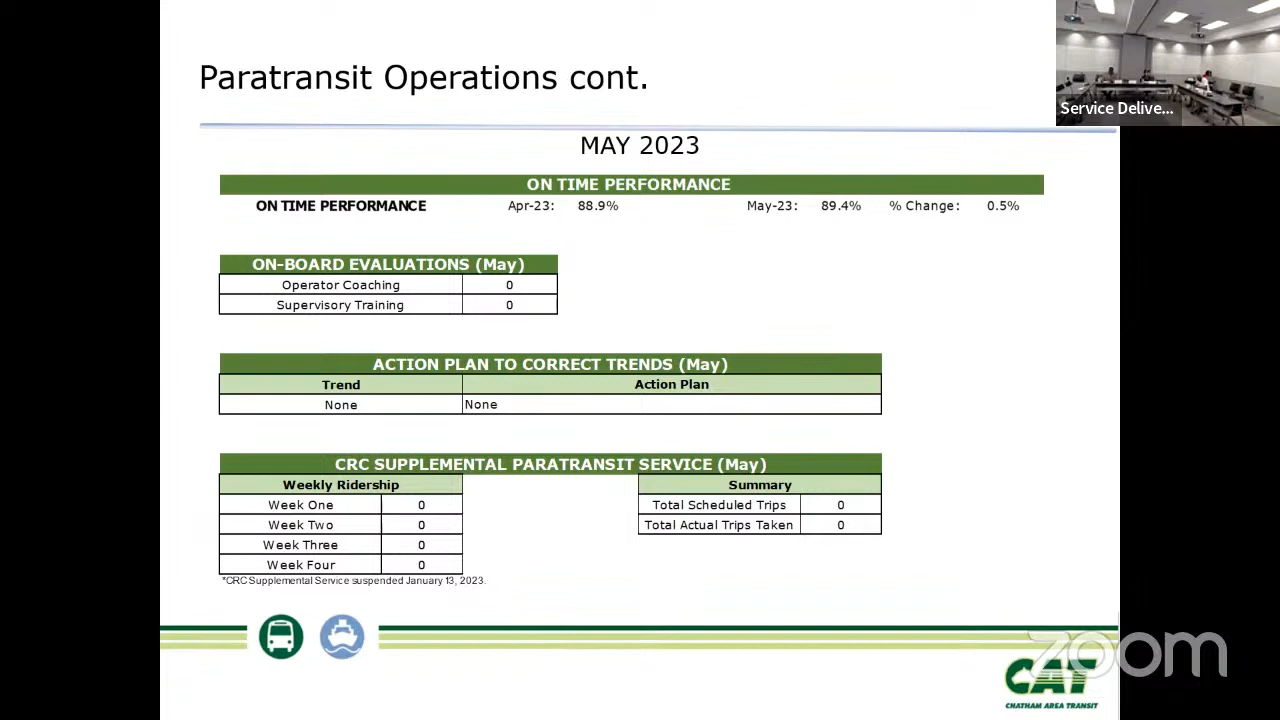 Paratransit Operations cont.
Service Delive...
MAY 2023
ON TIME PERFORMANCE
ON TIME PERFORMANCE Apr-23: 88.9% May-23: 89.4% % Change: 0.5%
ON-BOARD EVALUATIONS (May)
Operator Coaching 0
Supervisory Training 0
ACTION PLAN TO CORRECT TRENDS (May)
Trend Action Plan
None None
CRC SUPPLEMENTAL PARATRANSIT SERVICE (May)
Weekly Ridership Summary
Week One 0 Total Scheduled Trips 0
Week Two 0 Total Actual Trips Taken 0
Week Three 0
Week Four 0
*CRC Supplemental Service suspended January 13, 2023.
zoom
CAT
CHATHAM AREA TRANSIT